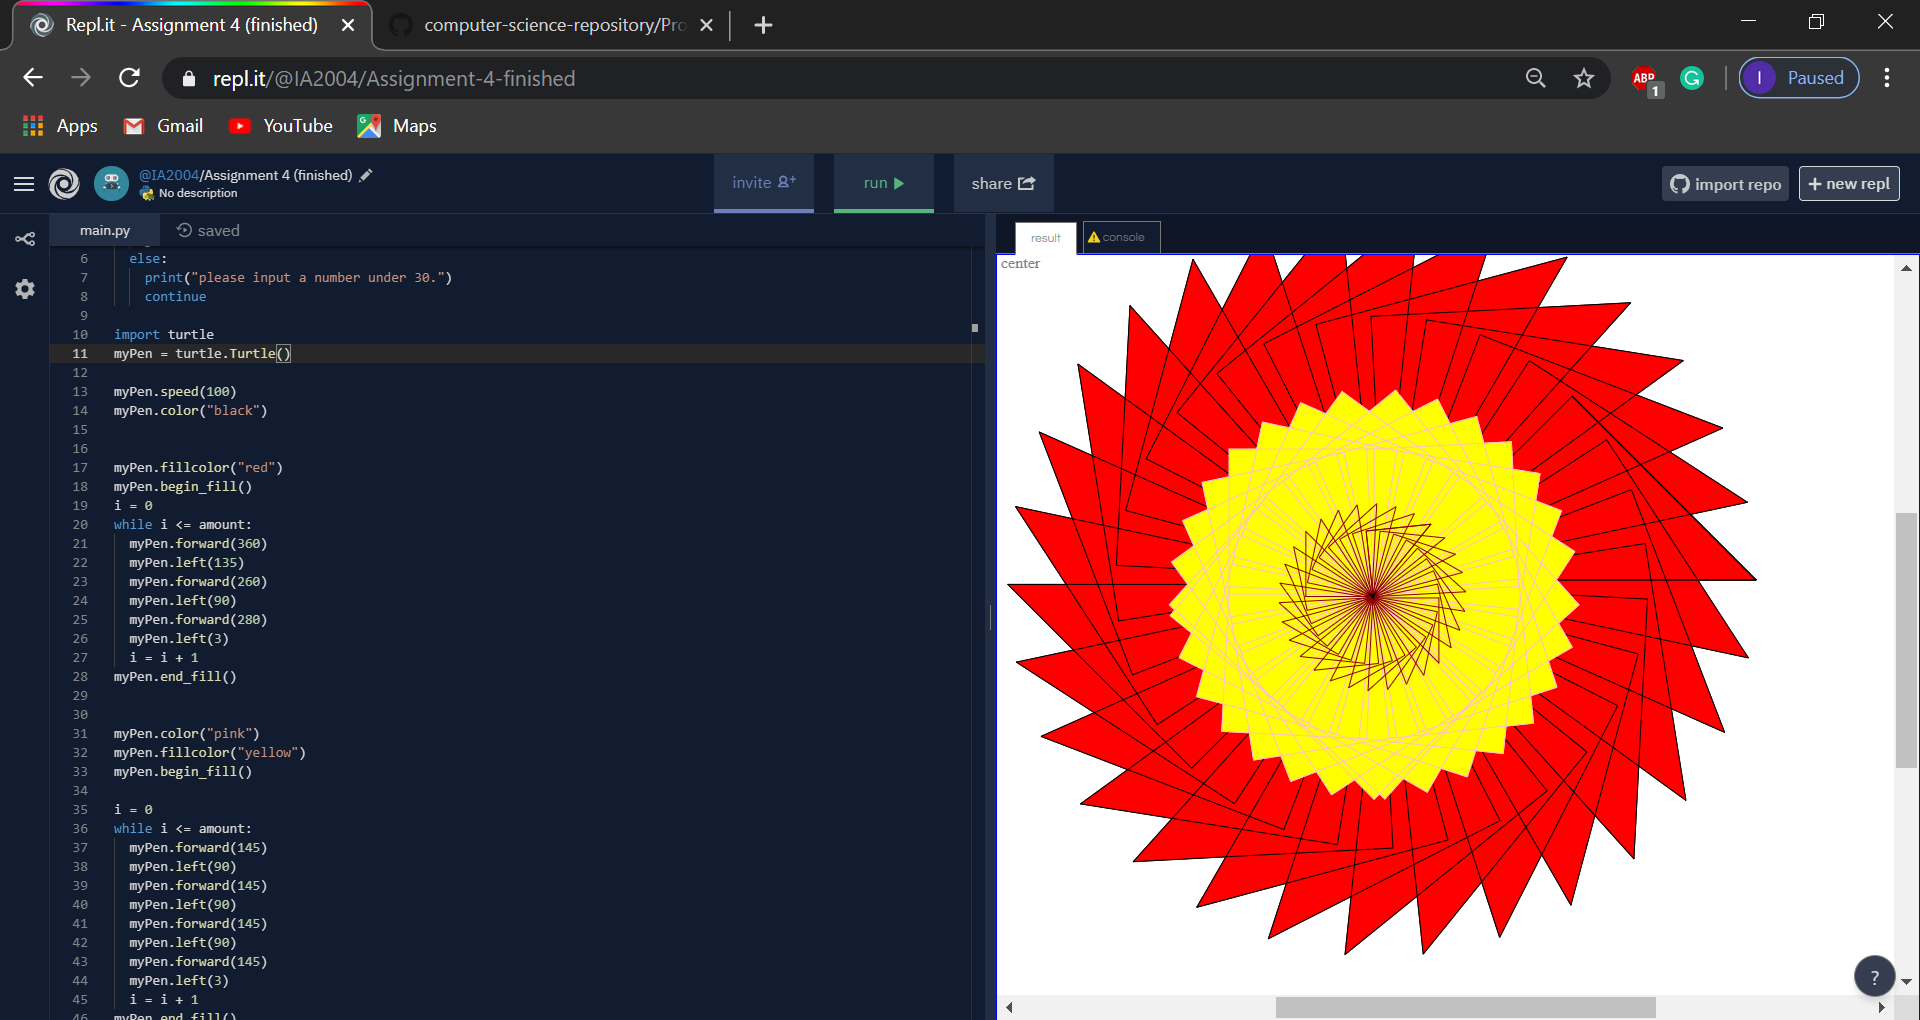 Repl.it - Assignment 4 (finished)
computer-science-repository/Pro
repl.it/@IA2004/Assignment-4-finished
ABP
1
I
Paused
Apps
Gmail
YouTube
Maps
@IA2004/Assignment 4 (finished)
No description
invite
run
share
import repo
+ new repl
main.py
saved
result
console
center
6 else:
7 print("please input a number under 30.")
8 continue
9
10 import turtle
11 myPen = turtle.Turtle()
12
13 myPen.speed(100)
14 myPen.color("black")
15
16
17 myPen.fillcolor("red")
18 myPen.begin_fill()
19 i = 0
20 while i <= amount:
21 myPen.forward(360)
22 myPen.left(135)
23 myPen.forward(260)
24 myPen.left(90)
25 myPen.forward(280)
26 myPen.left(3)
27 i = i + 1
28 myPen.end_fill()
29
30
31 myPen.color("pink")
32 myPen.fillcolor("yellow")
33 myPen.begin_fill()
34
35 i = 0
36 while i <= amount:
37 myPen.forward(145)
38 myPen.left(90)
39 myPen.forward(145)
40 myPen.left(90)
41 myPen.forward(145)
42 myPen.left(90)
43 myPen.forward(145)
44 myPen.left(3)
45 i = i + 1
46 myPen.end_fill()
?